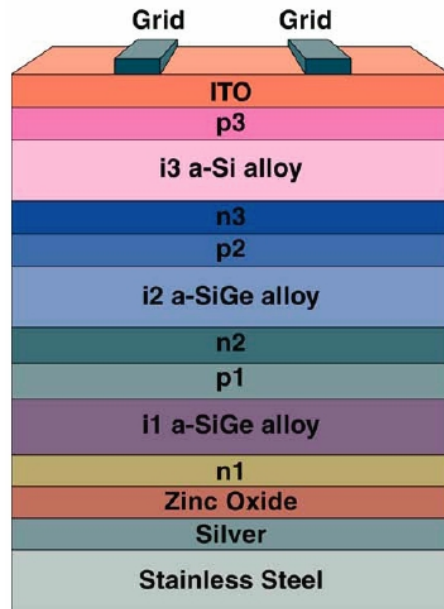 Grid Grid
ITO
p3
i3 a-Si alloy
n3
p2
i2 a-SiGe alloy
n2
p1
i1 a-SiGe alloy
n1
Zinc Oxide
Silver
Stainless Steel